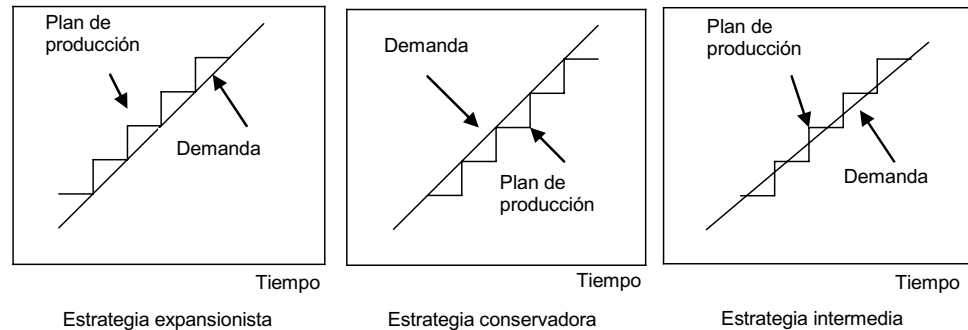 Plan de
producción
Demanda
Tiempo
Estrategia expansionista
Demanda
Plan de
producción
Tiempo
Estrategia conservadora
Plan de
producción
Demanda
Tiempo
Estrategia intermedia